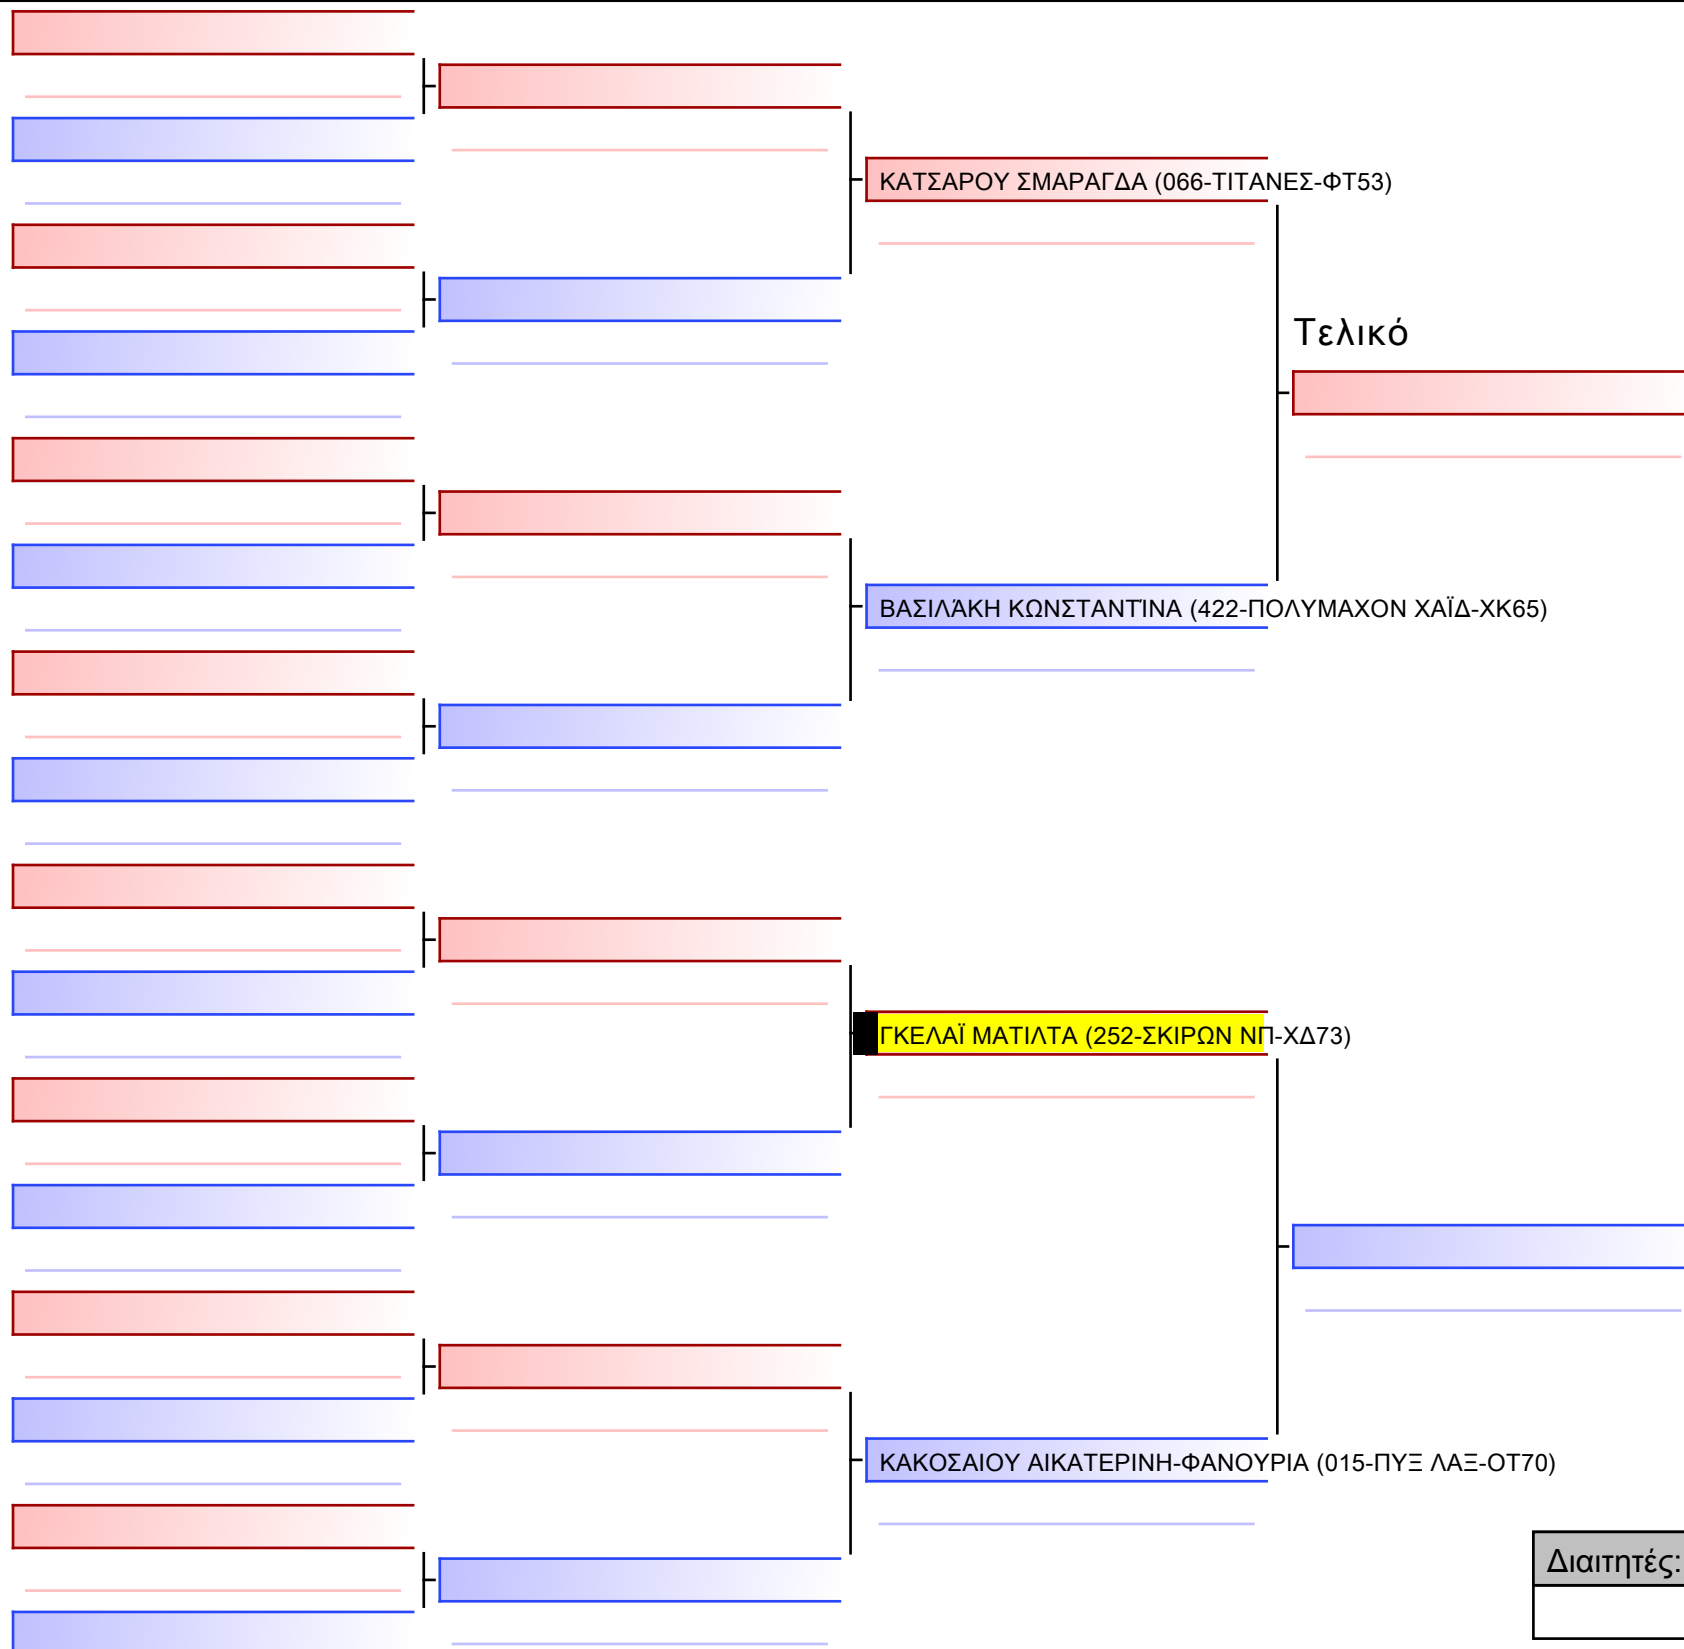 ΚΑΤΣΑΡΟΥ ΣΜΑΡΑΓΔΑ (066-ΤΙΤΑΝΕΣ-ΦΤ53)
Τελικό
ΒΑΣΙΛΆΚΗ ΚΩΝΣΤΑΝΤΊΝΑ (422-ΠΟΛΥΜΑΧΟΝ ΧΑΪΔ-ΧΚ65)
ΓΚΕΛΑΪ ΜΑΤΙΛΤΑ (252-ΣΚΙΡΩΝ ΝΠ-ΧΔ73)
ΚΑΚΟΣΑΙΟΥ ΑΙΚΑΤΕΡΙΝΗ-ΦΑΝΟΥΡΙΑ (015-ΠΥΞ ΛΑΞ-ΟΤ70)
Διαιτητές: